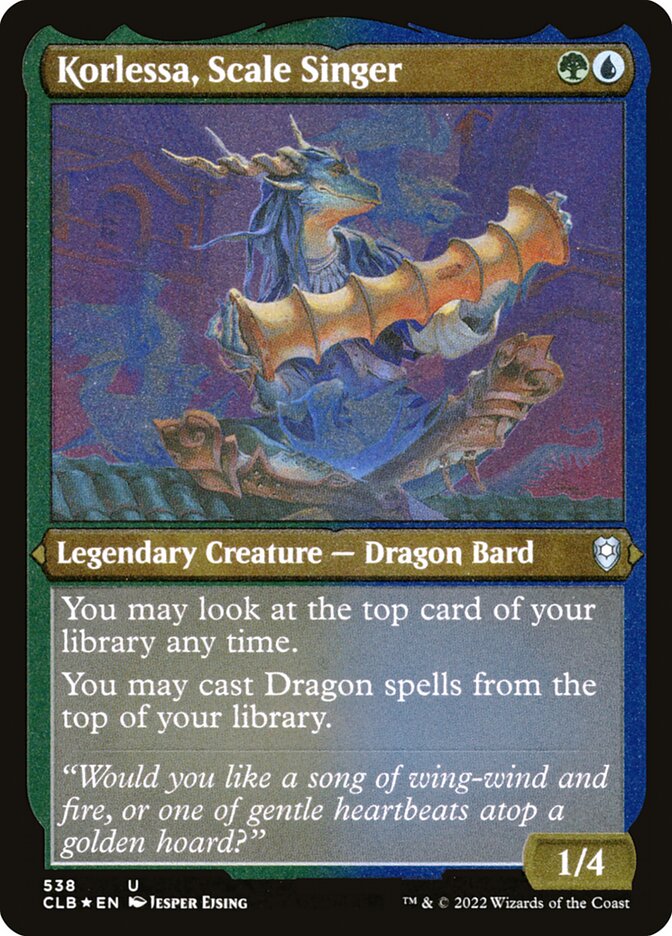 Korlessa, Scale Singer
Legendary Creature — Dragon Bard
You may look at the top card of your
library any time.
You may cast Dragon spells from the
top of your library.
“Would you like a song of wing-wind and
fire, or one of gentle heartbeats atop a
golden hoard?”
1/4
538 U
CLB★EN Jesper Ejsing
™ & © 2022 Wizards of the Coast